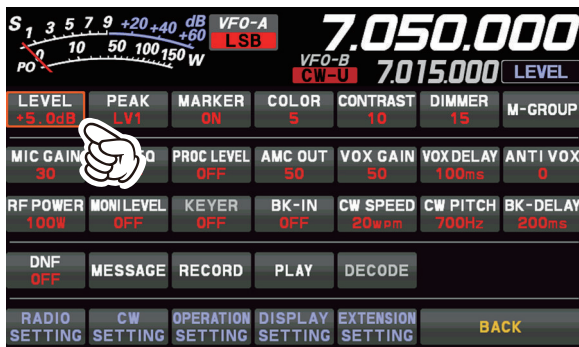 S 1 3 5 7 9 +20 +40 +60 dB VFO-A 7.050.000
LSB
PO 0 10 50 100 150 W VFO-B
CW-U 7.015.000 LEVEL
LEVEL PEAK MARKER COLOR CONTRAST DIMMER M-GROUP
+5.0dB LV1 ON 5 10 15
MIC GAIN PROC LEVEL AMC OUT VOX GAIN VOX DELAY ANTI VOX
30 OFF 50 50 100ms 0
RF POWER MONI LEVEL KEYER BK-IN CW SPEED CW PITCH BK-DELAY
100W OFF OFF OFF 20wpm 700Hz 200ms
DNF MESSAGE RECORD PLAY DECODE
OFF
RADIO CW OPERATION DISPLAY EXTENSION BACK
SETTING SETTING SETTING SETTING SETTING